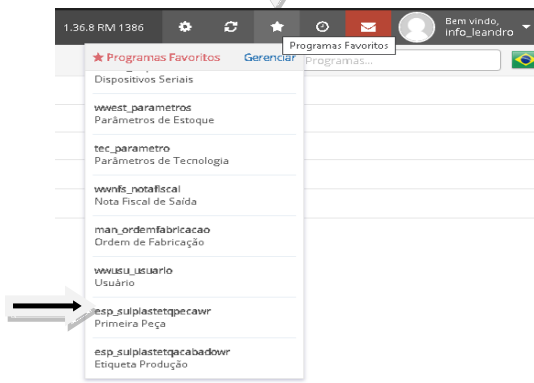 1.36.8 RM 1386
Bem vindo,
info_leandro
Programas Favoritos
Programas Favoritos Gerenciar
Programas...
Dispositivos Seriais
wwest_parametros
Parâmetros de Estoque
tec_parametro
Parâmetros de Tecnologia
wwnfs_notafiscal
Nota Fiscal de Saída
man_ordemfabricacao
Ordem de Fabricação
wwusu_usuario
Usuário
esp_sulplastetqpecawr
Primeira Peça
esp_sulplastetqacabadowr
Etiqueta Produção